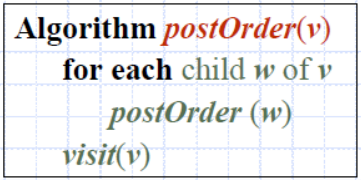 Algorithm postOrder(v)
for each child w of v
postOrder (w)
visit(v)